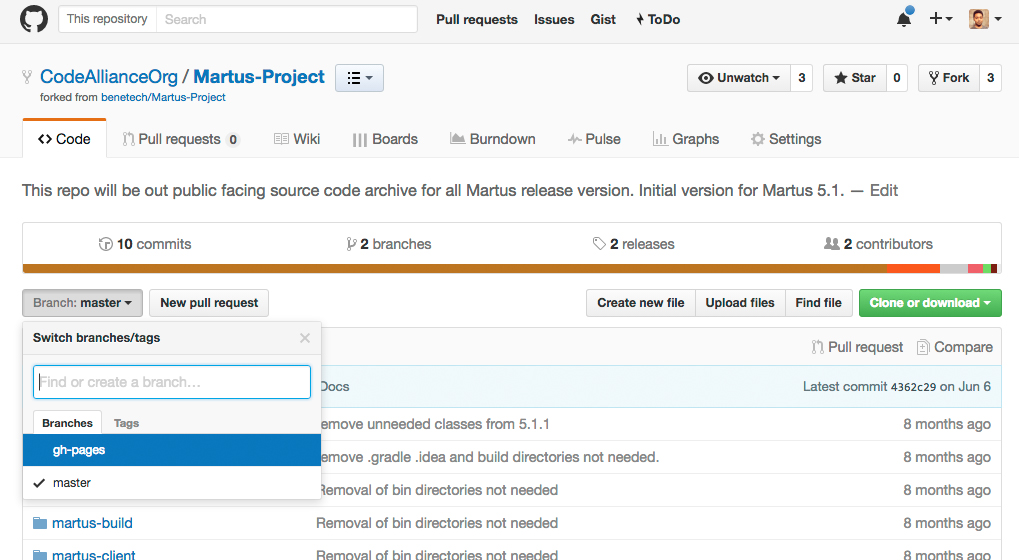 This repository Search Pull requests Issues Gist ToDo
CodeAllianceOrg / Martus-Project Unwatch 3 Star 0 Fork 3
forked from benetech/Martus-Project
Code Pull requests 0 Wiki Boards Burndown Pulse Graphs Settings
This repo will be out public facing source code archive for all Martus release version. Initial version for Martus 5.1. — Edit
10 commits 2 branches 2 releases 2 contributors
Branch: master New pull request Create new file Upload files Find file Clone or download
Switch branches/tags
Pull request Compare
Find or create a branch...
Docs Latest commit 4362c29 on Jun 6
Branches Tags
emove unneeded classes from 5.1.1 8 months ago
gh-pages
emove .gradle .idea and build directories not needed. 8 months ago
master
Removal of bin directories not needed 8 months ago
martus-build Removal of bin directories not needed 8 months ago
martus-client Removal of bin directories not needed 8 months ago